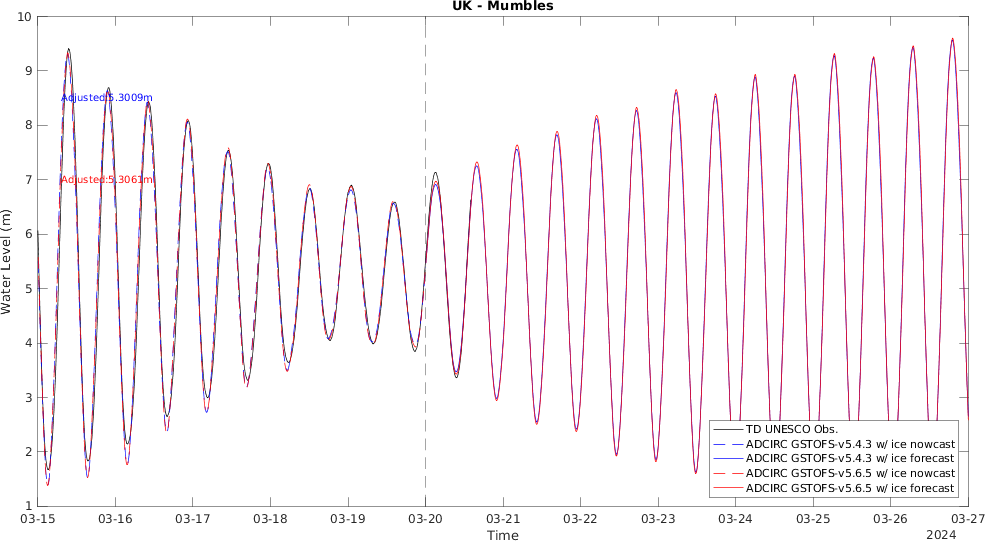 UK - Mumbles
Water Level (m)
10
9
8
7
6
5
4
3
2
1
Adjusted:5.3009m
Adjusted:5.3061m
TD UNESCO Obs.
ADCIRC GSTOFS-v5.4.3 w/ ice nowcast
ADCIRC GSTOFS-v5.4.3 w/ ice forecast
ADCIRC GSTOFS-v5.6.5 w/ ice nowcast
ADCIRC GSTOFS-v5.6.5 w/ ice forecast
03-15 03-16 03-17 03-18 03-19 03-20 03-21 03-22 03-23 03-24 03-25 03-26 03-27
Time
2024